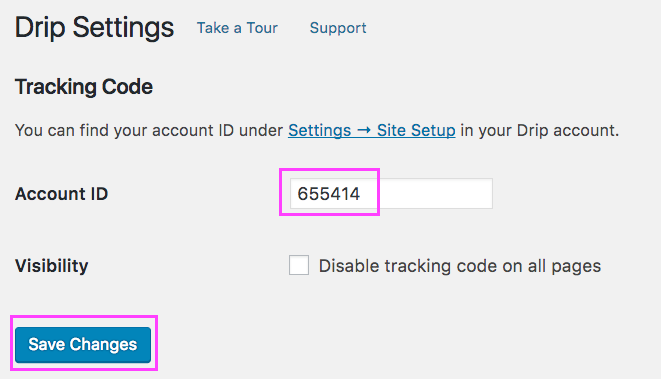 Drip Settings Take a Tour Support
Tracking Code
You can find your account ID under Settings → Site Setup in your Drip account.
Account ID 655414
Visibility Disable tracking code on all pages
Save Changes